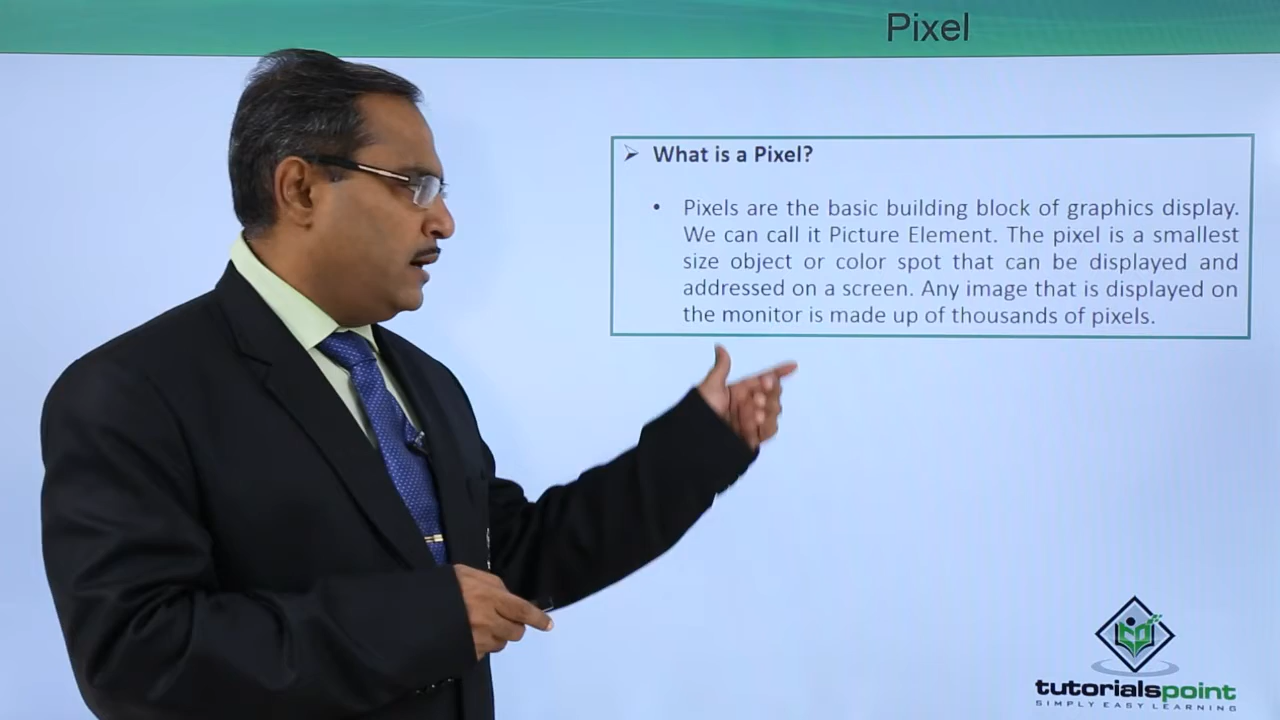 Pixel
What is a Pixel?
Pixels are the basic building block of graphics display.
We can call it Picture Element. The pixel is a smallest
size object or color spot that can be displayed and
addressed on a screen. Any image that is displayed on
the monitor is made up of thousands of pixels.
tutorialspoint
SIMPLY EASY LEARNING